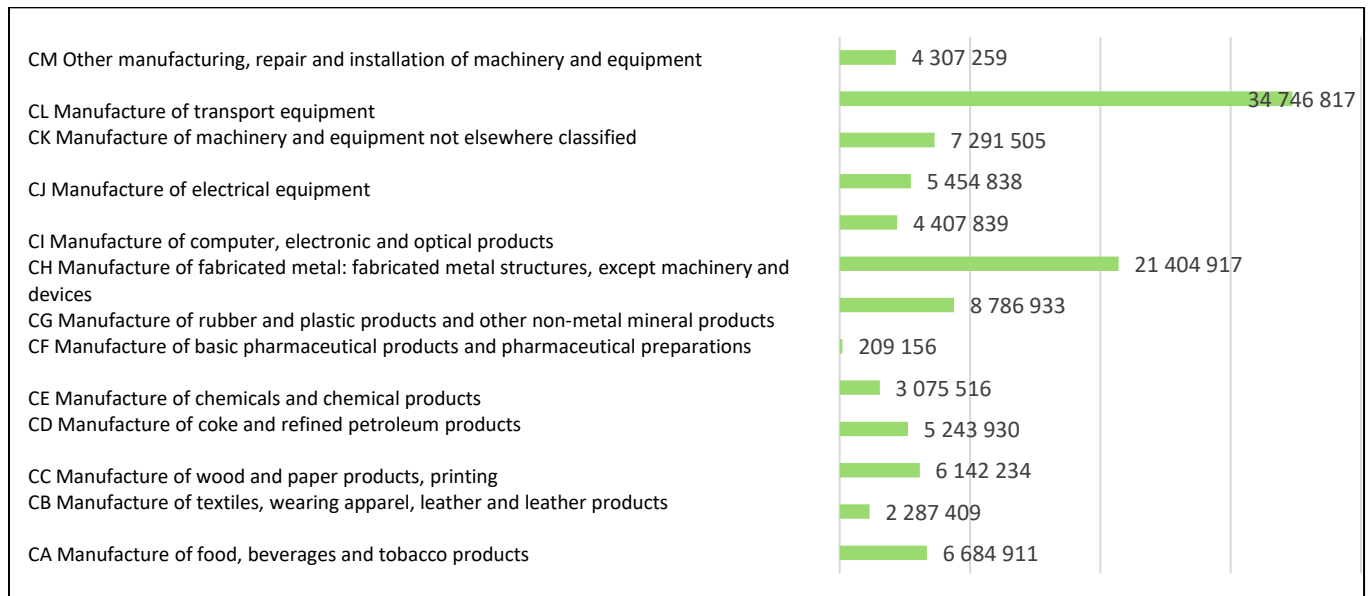 CM Other manufacturing, repair and installation of machinery and equipment
4 307 259
CL Manufacture of transport equipment
34 746 817
CK Manufacture of machinery and equipment not elsewhere classified
7 291 505
CJ Manufacture of electrical equipment
5 454 838
CI Manufacture of computer, electronic and optical products
4 407 839
CH Manufacture of fabricated metal: fabricated metal structures, except machinery and
devices
21 404 917
CG Manufacture of rubber and plastic products and other non-metal mineral products
8 786 933
CF Manufacture of basic pharmaceutical products and pharmaceutical preparations
209 156
CE Manufacture of chemicals and chemical products
3 075 516
CD Manufacture of coke and refined petroleum products
5 243 930
CC Manufacture of wood and paper products, printing
6 142 234
CB Manufacture of textiles, wearing apparel, leather and leather products
2 287 409
CA Manufacture of food, beverages and tobacco products
6 684 911